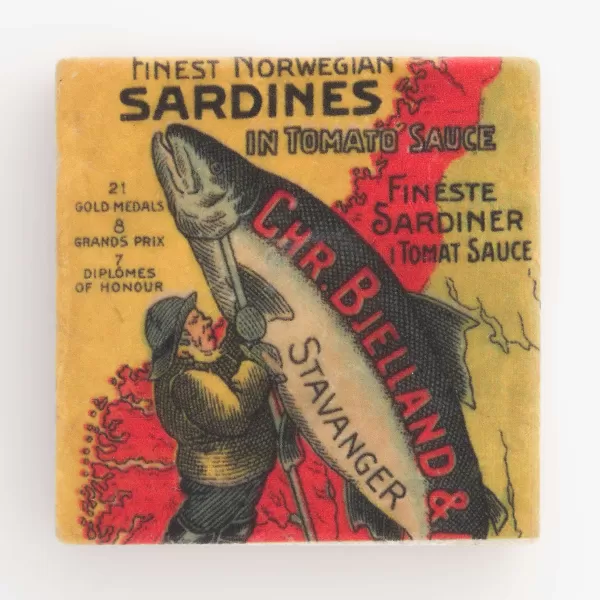 FINEST NORWEGIAN
SARDINES
IN TOMATO SAUCE
21
GOLD MEDALS
8
GRANDS PRIX
7
DIPLÔMES
OF HONOUR
FINESTE
SARDINER
I TOMAT SAUCE
CHR. BJELLAND &
STAVANGER